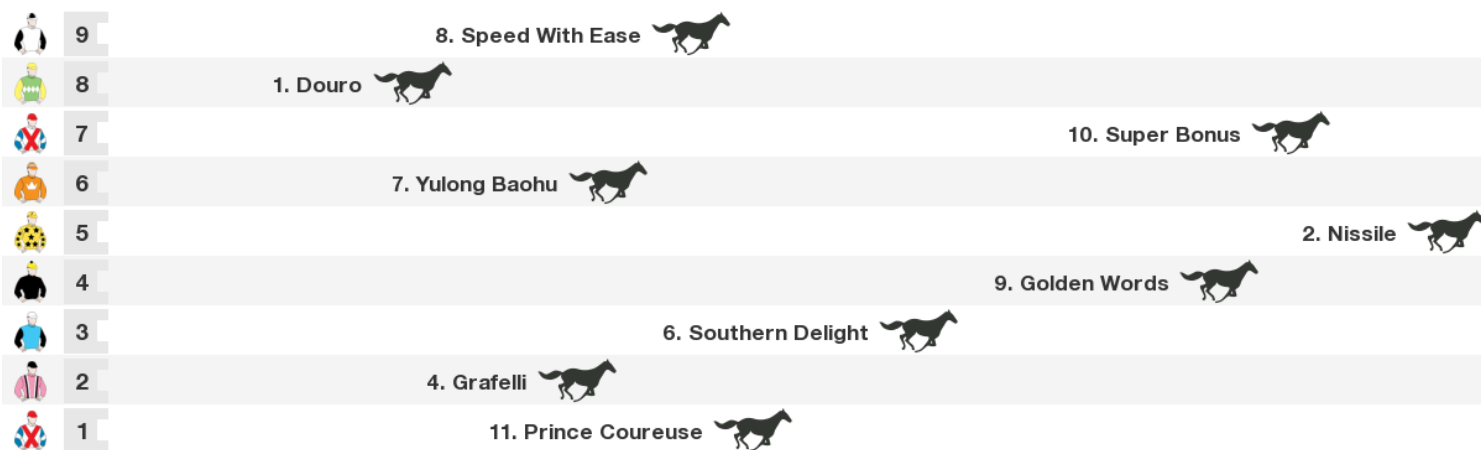 9 8. Speed With Ease
8 1. Douro
7 10. Super Bonus
6 7. Yulong Baohu
5 2. Nissile
4 9. Golden Words
3 6. Southern Delight
2 4. Grafelli
1 11. Prince Coureuse